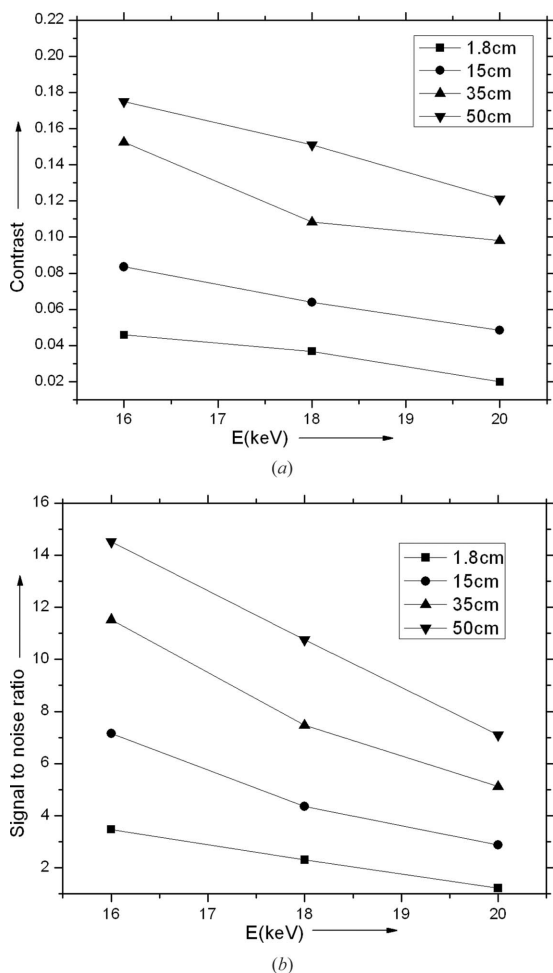 0.22
0.20
0.18
0.16
0.14
0.12
0.10
0.08
0.06
0.04
0.02
Contrast
1.8cm
15cm
35cm
50cm
16 17 18 19 20
E(keV)
(a)
16
14
12
10
8
6
4
2
Signal to noise ratio
1.8cm
15cm
35cm
50cm
16 17 18 19 20
E(keV)
(b)